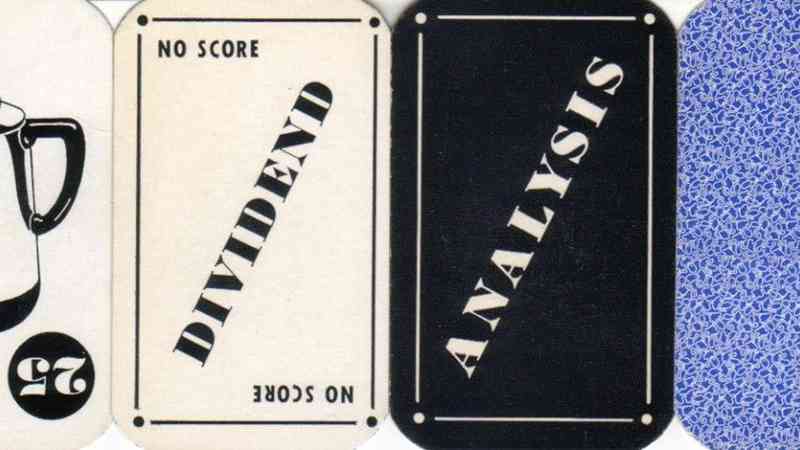 NO SCORE
DIVIDEND
NO SCORE
ANALYSIS
25